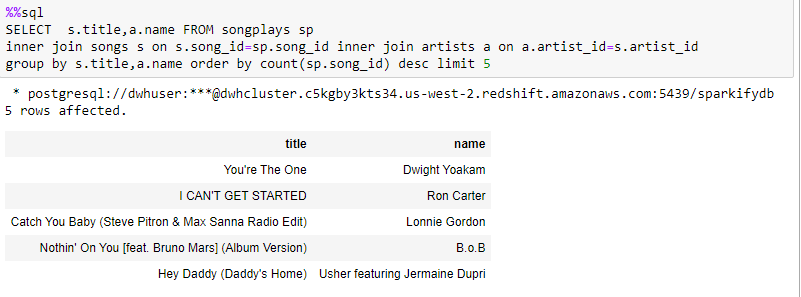 %%sql
SELECT  s.title,a.name FROM songplays sp
inner join songs s on s.song_id=sp.song_id inner join artists a on a.artist_id=s.artist_id
group by s.title,a.name order by count(sp.song_id) desc limit 5
* postgresql://dwhuser:***@dwhcluster.c5kgby3kts34.us-west-2.redshift.amazonaws.com:5439/sparkifydb
5 rows affected.
title name
You're The One Dwight Yoakam
I CAN'T GET STARTED Ron Carter
Catch You Baby (Steve Pitron & Max Sanna Radio Edit) Lonnie Gordon
Nothin' On You [feat. Bruno Mars] (Album Version) B.o.B
Hey Daddy (Daddy's Home) Usher featuring Jermaine Dupri